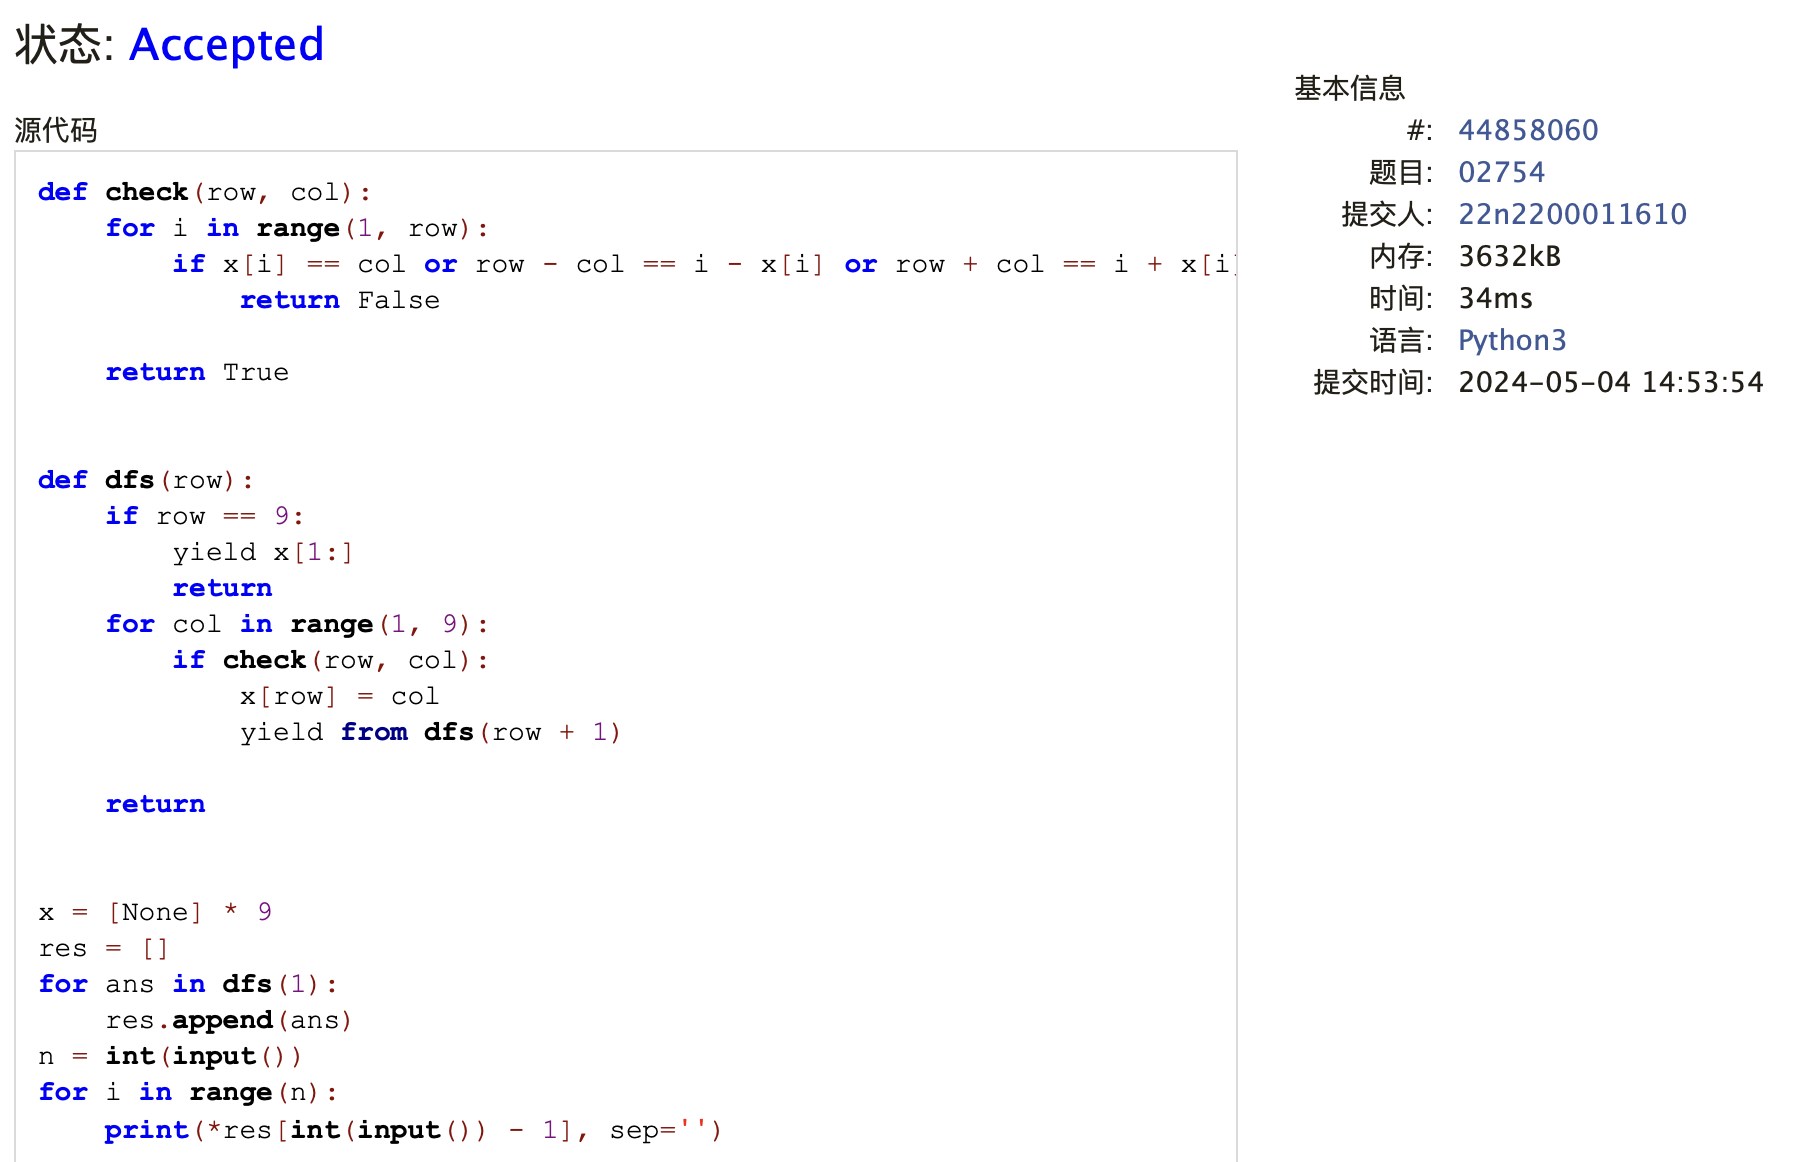 状态: Accepted
源代码
def check(row, col):
    for i in range(1, row):
        if x[i] == col or row - col == i - x[i] or row + col == i + x[i]
            return False
    return True
def dfs(row):
    if row == 9:
        yield x[1:]
        return
    for col in range(1, 9):
        if check(row, col):
            x[row] = col
            yield from dfs(row + 1)
    return
x = [None] * 9
res = []
for ans in dfs(1):
    res.append(ans)
n = int(input())
for i in range(n):
    print(*res[int(input()) - 1], sep='')
基本信息
#: 44858060
题目: 02754
提交人: 22n2200011610
内存: 3632kB
时间: 34ms
语言: Python3
提交时间: 2024-05-04 14:53:54